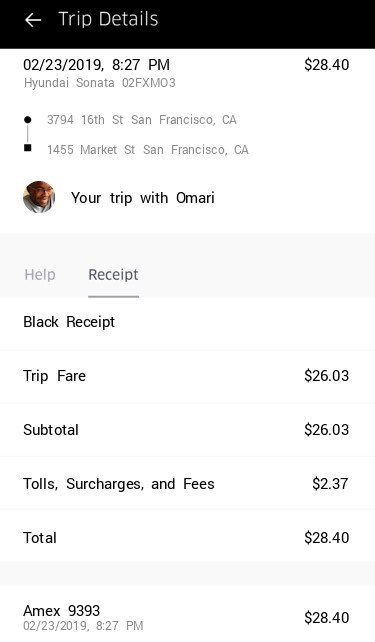 Trip Details
02/23/2019, 8:27 PM $28.40
Hyundai Sonata 02FXMO3
3794 16th St San Francisco, CA
1455 Market St San Francisco, CA
Your trip with Omari
Help Receipt
Black Receipt
Trip Fare $26.03
Subtotal $26.03
Tolls, Surcharges, and Fees $2.37
Total $28.40
Amex 9393 $28.40
02/23/2019, 8:27 PM